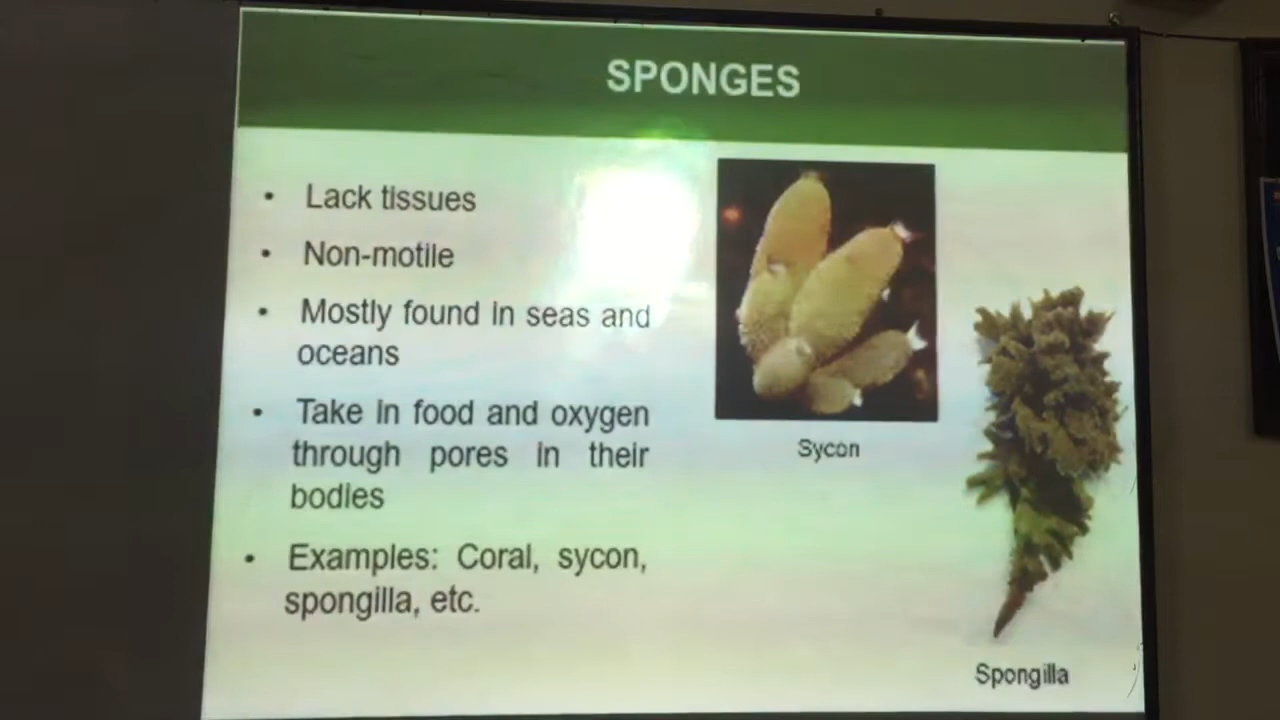 SPONGES
• Lack tissues
• Non-motile
• Mostly found in seas and
oceans
• Take in food and oxygen
through pores in their
bodies
• Examples: Coral, sycon,
spongilla, etc.
Sycon
Spongilla